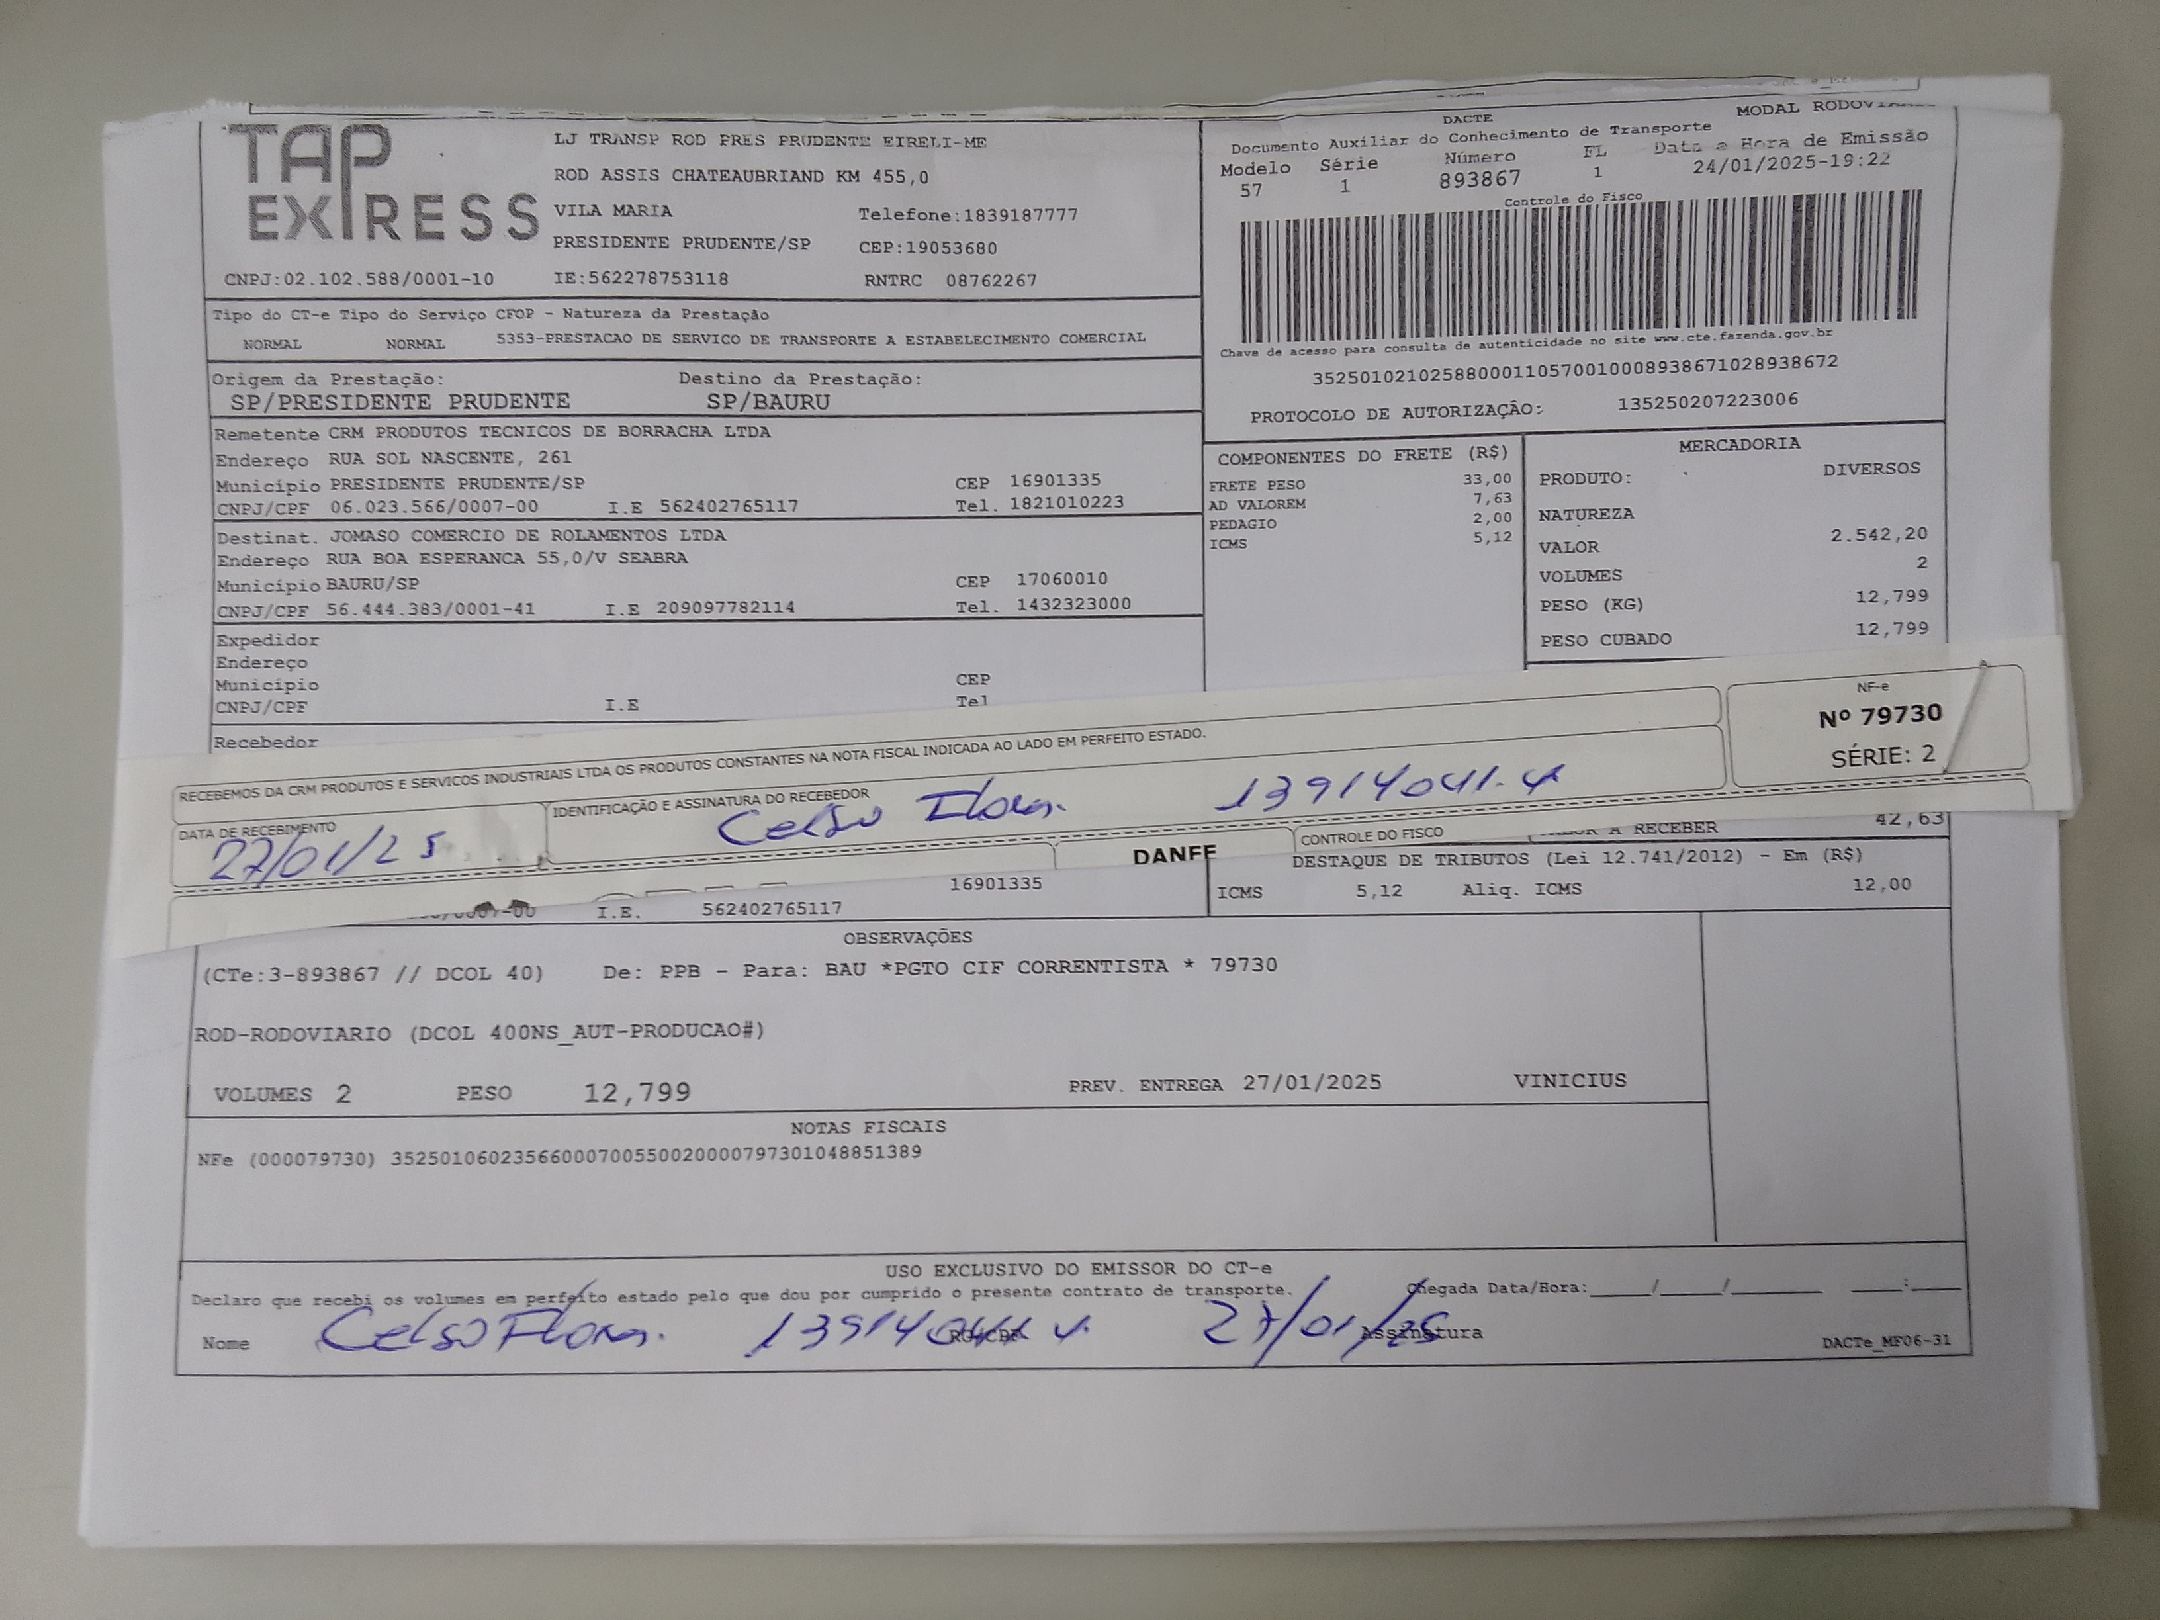 TAP EXPRESS
LJ TRANSP ROD PRES PRUDENTE EIRELI-ME
ROD ASSIS CHATEAUBRIAND KM 455,0
VILA MARIA Telefone:1839187777
PRESIDENTE PRUDENTE/SP CEP:19053680
CNPJ:02.102.588/0001-10 IE:562278753118 RNTRC 08762267
DACTE MODAL
Documento Auxiliar do Conhecimento de Transporte
Modelo Série Número FL Data e Hora de Emissão
57 1 893867 1 24/01/2025-19:22
Controle do Fisco
Chave de acesso para consulta de autenticidade no site www.cte.fazenda.gov.br
35250102102588000110570010008938671028938672
PROTOCOLO DE AUTORIZAÇÃO: 135250207223006
Tipo do CT-e Tipo do Serviço CFOP - Natureza da Prestação
NORMAL NORMAL 5353-PRESTACAO DE SERVICO DE TRANSPORTE A ESTABELECIMENTO COMERCIAL
Origem da Prestação: Destino da Prestação:
SP/PRESIDENTE PRUDENTE SP/BAURU
Remetente CRM PRODUTOS TECNICOS DE BORRACHA LTDA
Endereço RUA SOL NASCENTE, 261
Município PRESIDENTE PRUDENTE/SP CEP 16901335
CNPJ/CPF 06.023.566/0007-00 I.E 562402765117 Tel. 1821010223
Destinat. JOMASO COMERCIO DE ROLAMENTOS LTDA
Endereço RUA BOA ESPERANCA 55,0/V SEABRA
Município BAURU/SP CEP 17060010
CNPJ/CPF 56.444.383/0001-41 I.E 209097782114 Tel. 1432323000
Expedidor
Endereço
Município CEP
CNPJ/CPF I.E Tel
Recebedor
COMPONENTES DO FRETE (R$)
FRETE PESO 33,00
AD VALOREM 7,63
PEDAGIO 2,00
ICMS 5,12
MERCADORIA
PRODUTO: DIVERSOS
NATUREZA
VALOR 2.542,20
VOLUMES 2
PESO (KG) 12,799
PESO CUBADO 12,799
RECEBEMOS DA CRM PRODUTOS E SERVICOS INDUSTRIAIS LTDA OS PRODUTOS CONSTANTES NA NOTA FISCAL INDICADA AO LADO EM PERFEITO ESTADO.
NF-e
Nº 79730
SÉRIE: 2
DATA DE RECEBIMENTO IDENTIFICAÇÃO E ASSINATURA DO RECEBEDOR
27/01/25 Celso 13914041-x
DANFE CONTROLE DO FISCO
A RECEBER 42,63
DESTAQUE DE TRIBUTOS (Lei 12.741/2012) - Em (R$)
ICMS 5,12 Aliq. ICMS 12,00
16901335
I.E. 562402765117
OBSERVAÇÕES
(CTe:3-893867 // DCOL 40) De: PPB - Para: BAU *PGTO CIF CORRENTISTA * 79730
ROD-RODOVIARIO (DCOL 400NS_AUT-PRODUCAO#)
VOLUMES 2 PESO 12,799 PREV. ENTREGA 27/01/2025 VINICIUS
NOTAS FISCAIS
NFe (000079730) 35250106023566000700550020000797301048851389
USO EXCLUSIVO DO EMISSOR DO CT-e
Declaro que recebi os volumes em perfeito estado pelo que dou por cumprido o presente contrato de transporte. Chegada Data/Hora:_____/_____/________ ____:____
Nome Celso 27/01/25 Assinatura DACTe_MF06-31